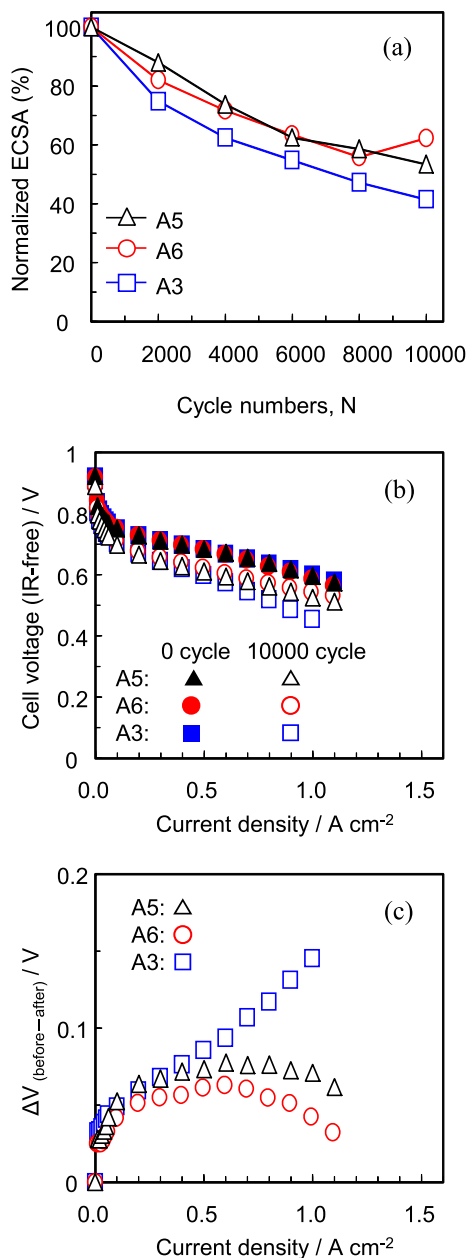 (a)
Normalized ECSA (%)
100
80
60
40
20
0
A5
A6
A3
0 2000 4000 6000 8000 10000
Cycle numbers, N
(b)
Cell voltage (IR-free) / V
1
0.8
0.6
0.4
0.2
0
0 cycle 10000 cycle
A5:
A6:
A3:
0.0 0.5 1.0 1.5
Current density / A cm⁻²
(c)
ΔV (before−after) / V
0.2
0.1
0
A5:
A6:
A3:
0.0 0.5 1.0 1.5
Current density / A cm⁻²